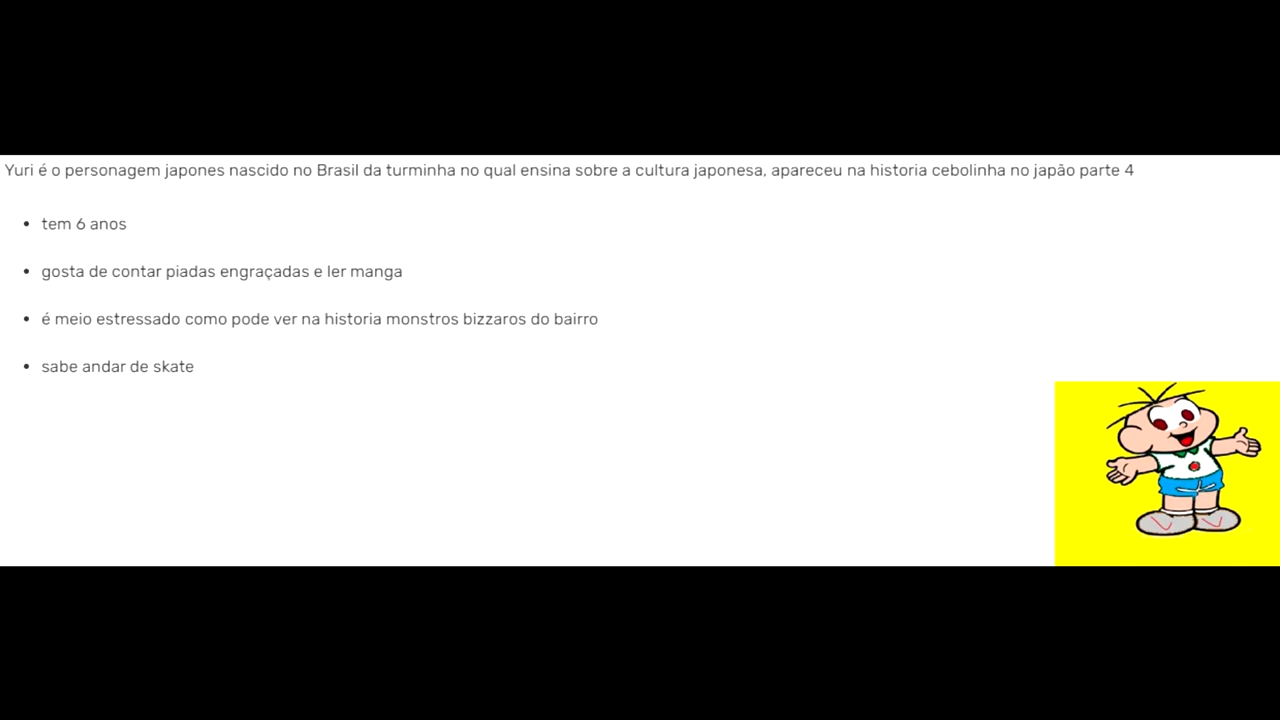 Yuri é o personagem japones nascido no Brasil da turminha no qual ensina sobre a cultura japonesa, apareceu na historia cebolinha no japão parte 4
• tem 6 anos
• gosta de contar piadas engraçadas e ler manga
• é meio estressado como pode ver na historia monstros bizzaros do bairro
• sabe andar de skate